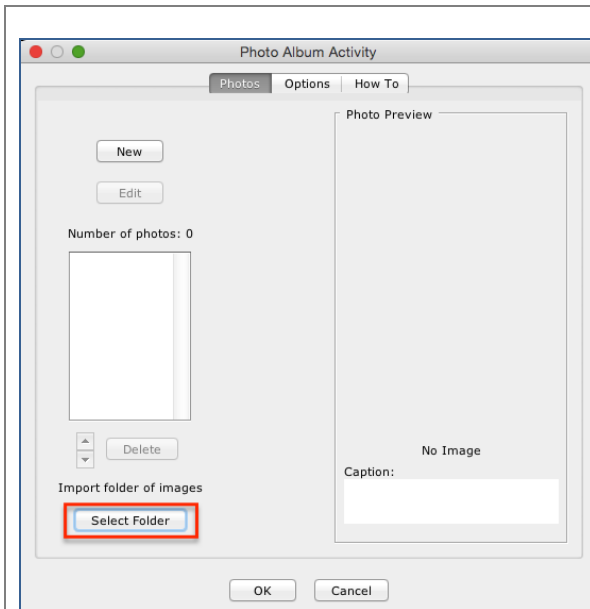 Photo Album Activity
Photos Options How To
Photo Preview
New
Edit
Number of photos: 0
Delete
No Image
Caption:
Import folder of images
Select Folder
OK Cancel